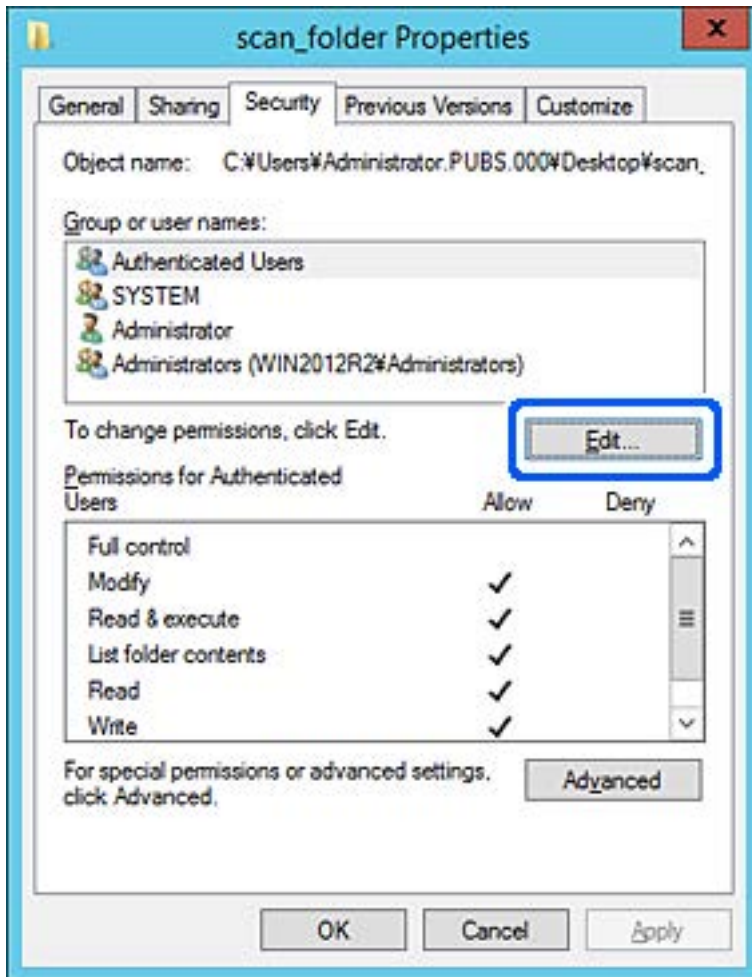 scan_folder Properties
x
General Sharing Security Previous Versions Customize
Object name: C:¥Users¥Administrator.PUBS.000¥Desktop¥scan_
Group or user names:
Authenticated Users
SYSTEM
Administrator
Administrators (WIN2012R2¥Administrators)
To change permissions, click Edit.
Edit...
Permissions for Authenticated
Users Allow Deny
Full control
Modify
Read & execute
List folder contents
Read
Write
For special permissions or advanced settings,
click Advanced.
Advanced
OK Cancel Apply